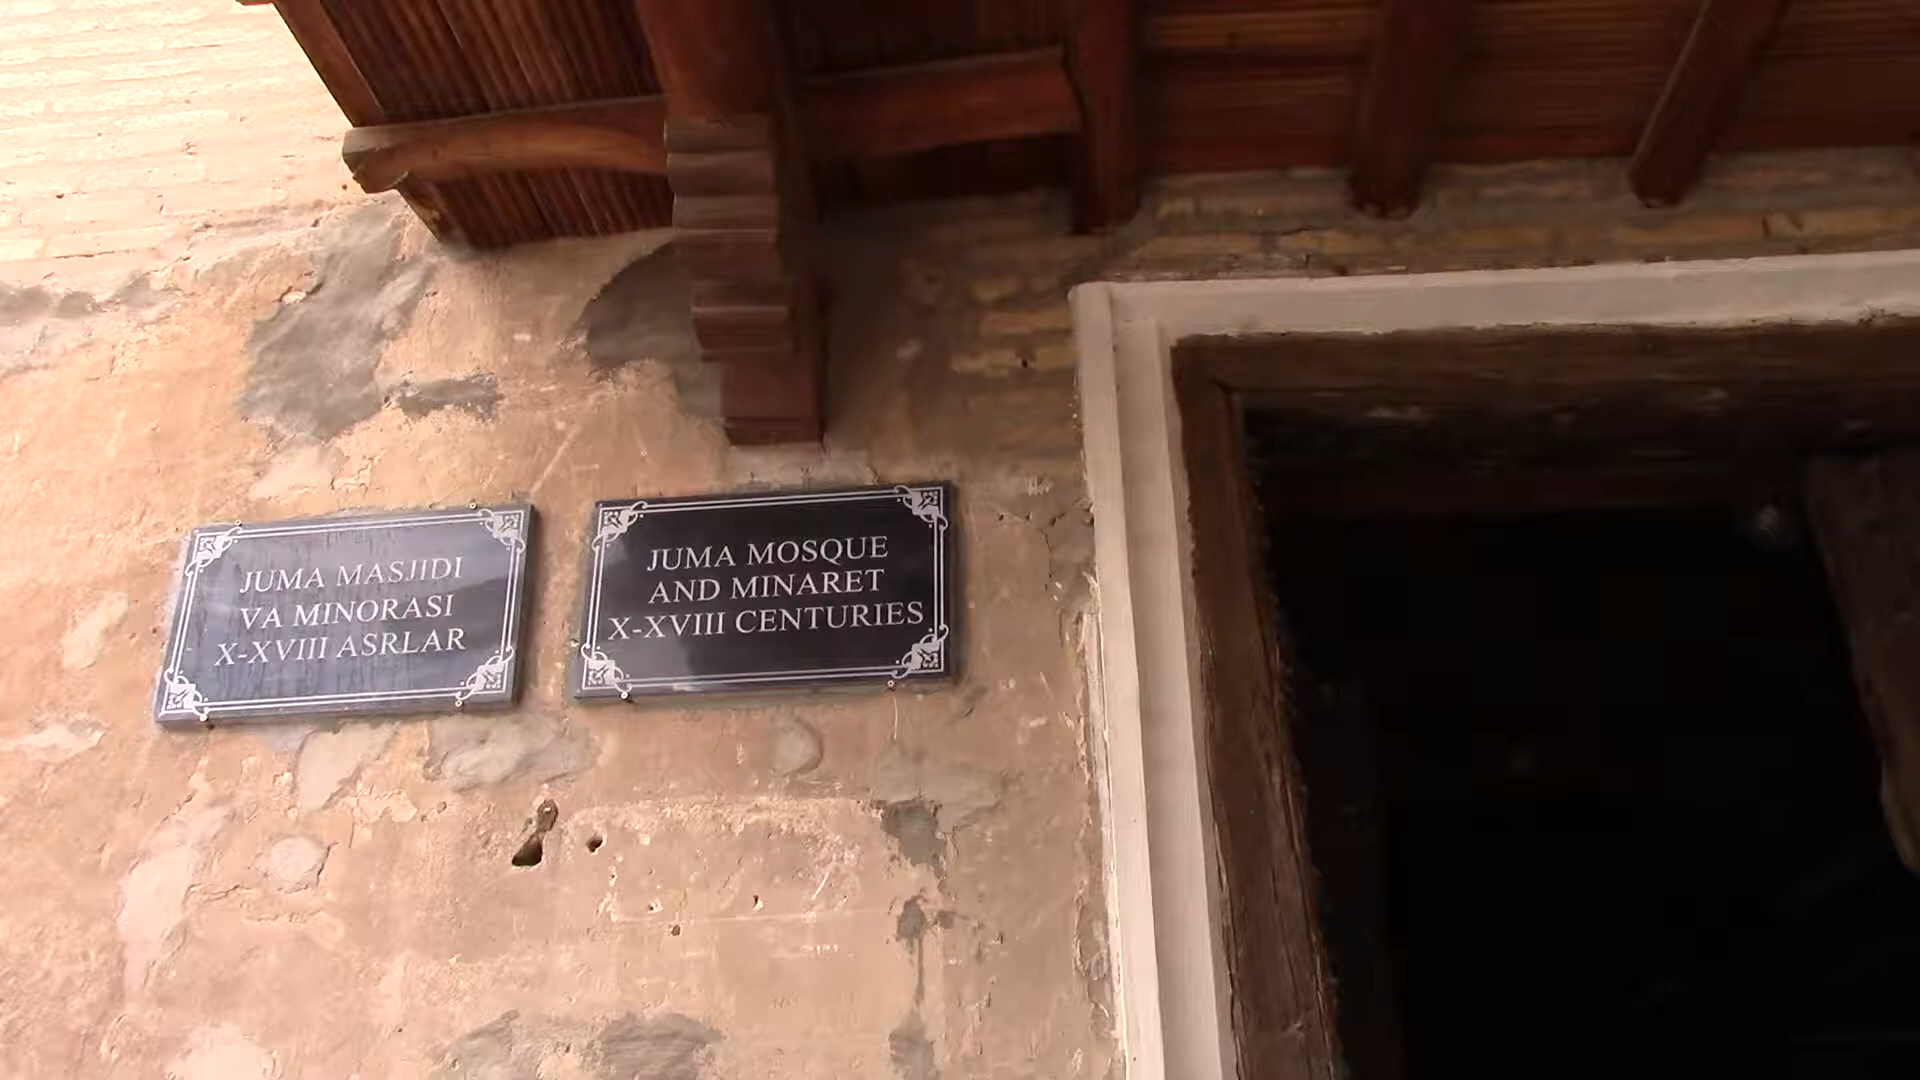 JUMA MASJIDI
VA MINORASI
X-XVIII ASRLAR
JUMA MOSQUE
AND MINARET
X-XVIII CENTURIES